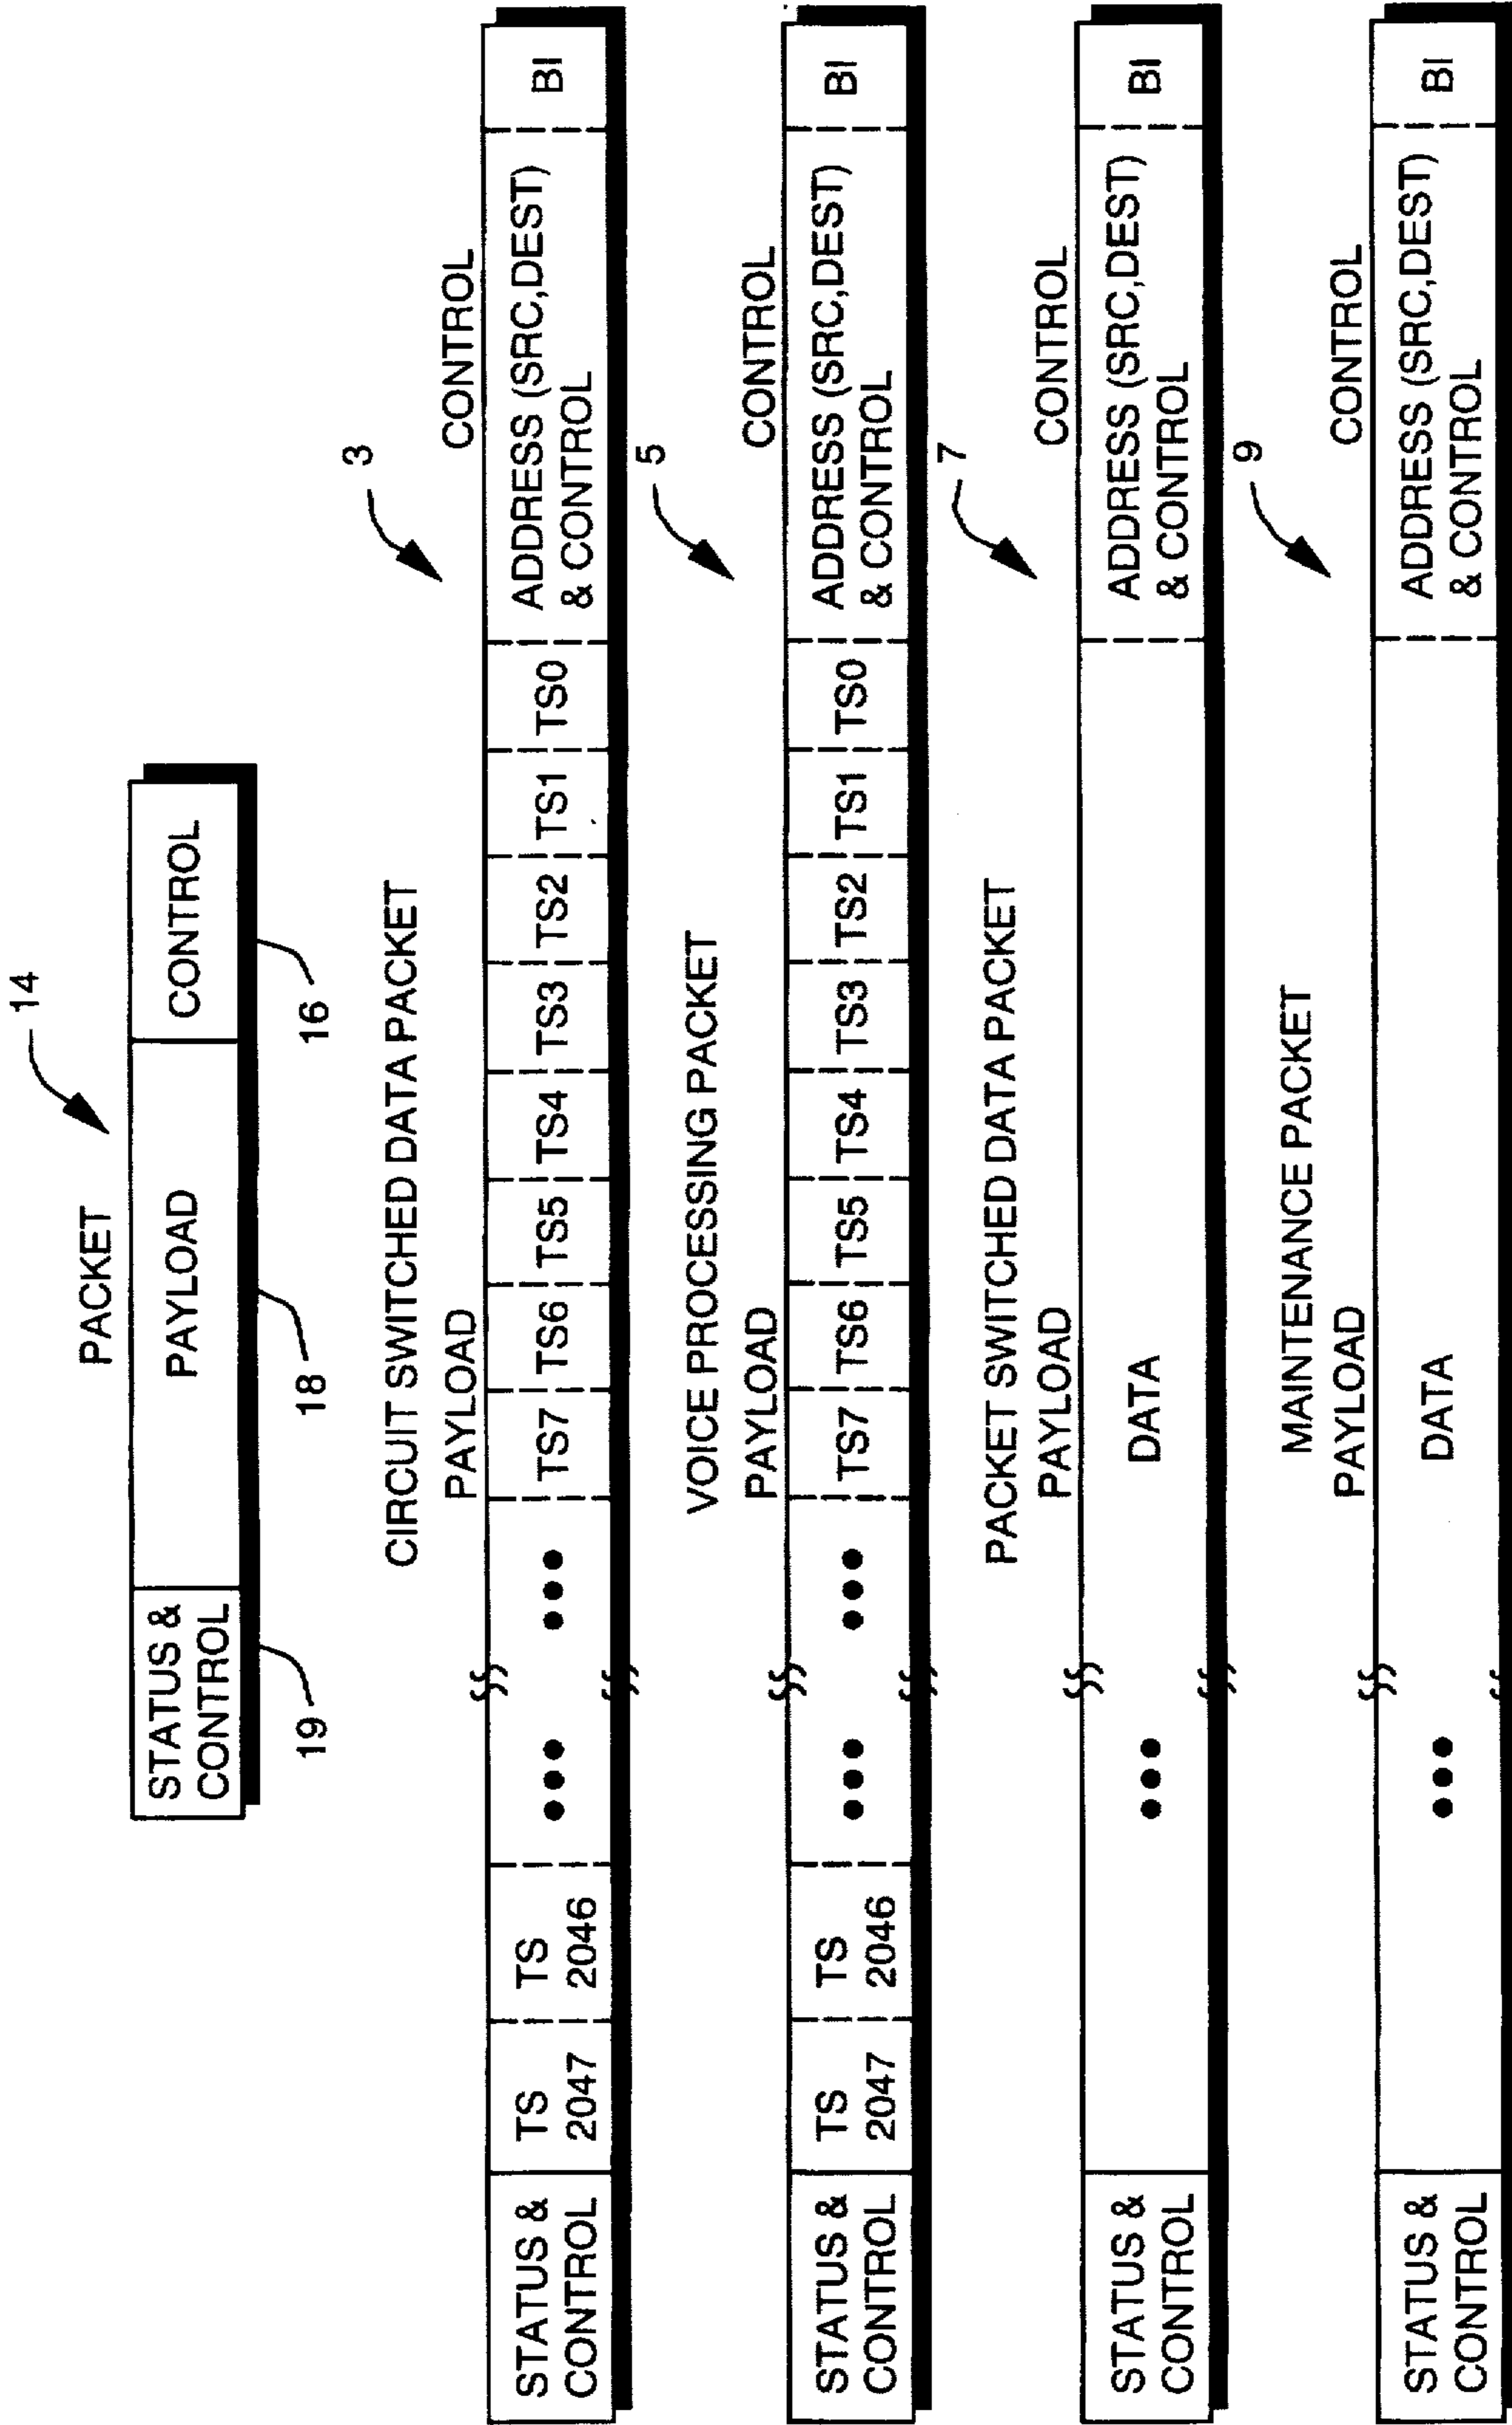 14
PACKET
STATUS &
CONTROL
PAYLOAD
CONTROL
19
18
16
CIRCUIT SWITCHED DATA PACKET
3
PAYLOAD
CONTROL
STATUS &
CONTROL
TS
2047
TS
2046
•••
•••
TS7
TS6
TS5
TS4
TS3
TS2
TS1
TS0
ADDRESS (SRC,DEST)
& CONTROL
BI
VOICE PROCESSING PACKET
5
PAYLOAD
CONTROL
STATUS &
CONTROL
TS
2047
TS
2046
•••
•••
TS7
TS6
TS5
TS4
TS3
TS2
TS1
TS0
ADDRESS (SRC,DEST)
& CONTROL
BI
PACKET SWITCHED DATA PACKET
7
PAYLOAD
CONTROL
STATUS &
CONTROL
•••
DATA
ADDRESS (SRC,DEST)
& CONTROL
BI
MAINTENANCE PACKET
9
PAYLOAD
CONTROL
STATUS &
CONTROL
•••
DATA
ADDRESS (SRC,DEST)
& CONTROL
BI